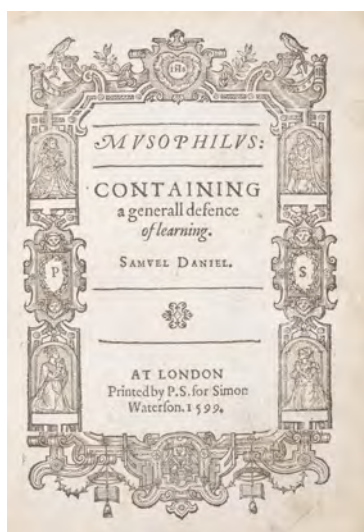 MVSOPHILVS:
CONTAINING
a generall defence
of learning.
SAMVEL DANIEL.
P
S
AT LONDON
Printed by P.S. for Simon
Waterſon. 1599.